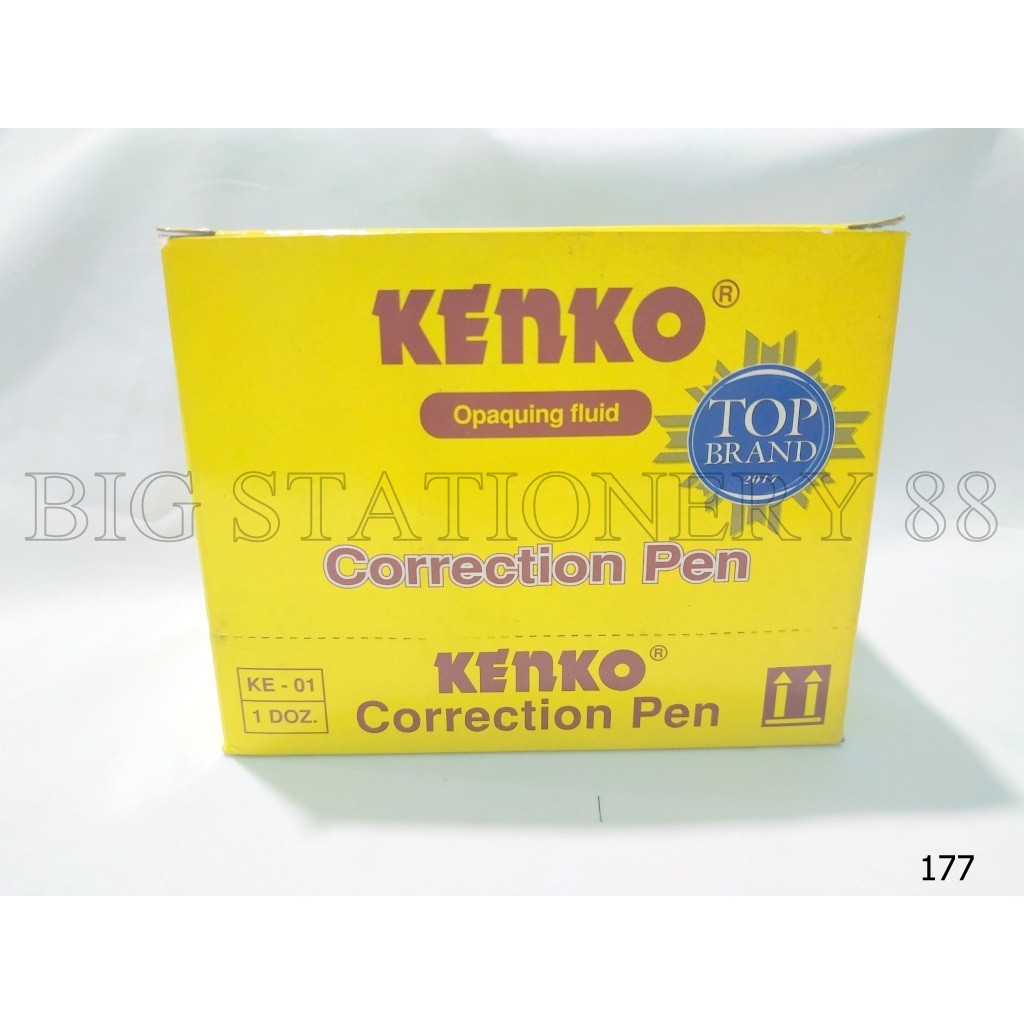 KENKO ®
Opaquing fluid
TOP
BRAND
2017
BIG STATIONERY 88
Correction Pen
KENKO ®
KE - 01
1 DOZ.
Correction Pen
177